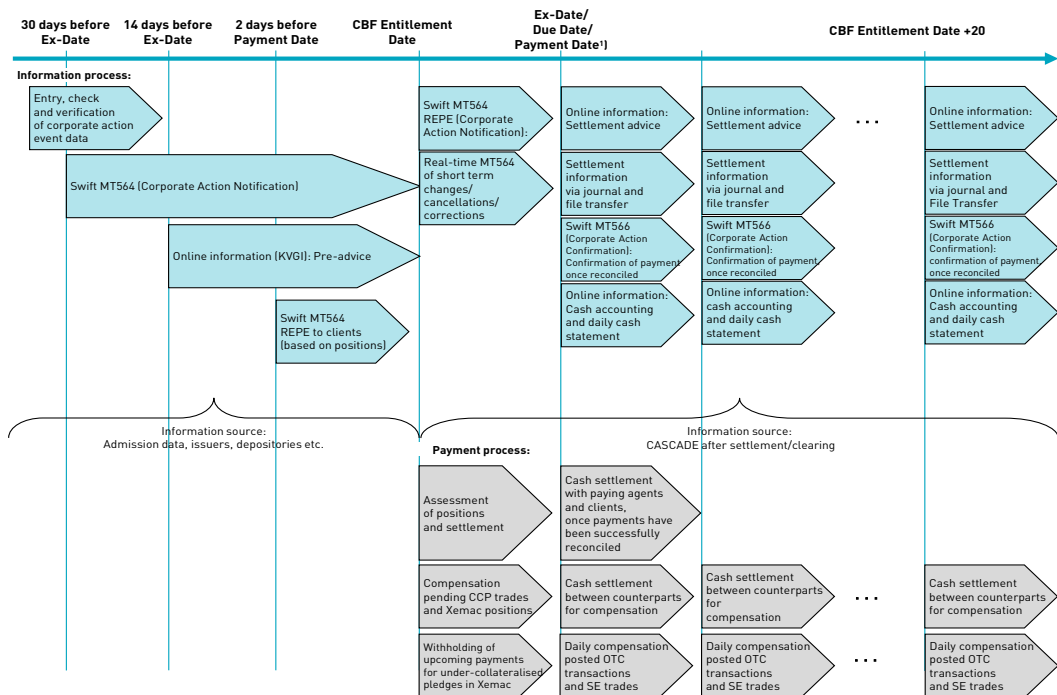 30 days before
Ex-Date
14 days before
Ex-Date
2 days before
Payment Date
CBF Entitlement
Date
Ex-Date/
Due Date/
Payment Date¹⁾
CBF Entitlement Date +20
Information process:
Entry, check
and verification
of corporate action
event data
Swift MT564
REPE (Corporate
Action Notification):
Online information:
Settlement advice
Online information:
Settlement advice
...
Online information:
Settlement advice
Swift MT564 (Corporate Action Notification)
Real-time MT564
of short term
changes/
cancellations/
corrections
Settlement
information
via journal and
file transfer
Settlement
information
via journal and
file transfer
Settlement
information
via journal and
File Transfer
Online information (KVGI): Pre-advice
Swift MT566
(Corporate Action
Confirmation):
Confirmation of payment
once reconciled
Swift MT566
(Corporate Action
Confirmation):
Confirmation of payment,
once reconciled
Swift MT566
(Corporate Action
Confirmation):
confirmation of payment,
once reconciled
Swift MT564
REPE to clients
(based on positions)
Online information:
Cash accounting
and daily cash
statement
Online information:
cash accounting
and daily cash
statement
Online information:
Cash accounting
and daily cash
statement
Information source:
Admission data, issuers, depositories etc.
Information source:
CASCADE after settlement/clearing
Payment process:
Assessment
of positions
and settlement
Cash settlement
with paying agents
and clients,
once payments have
been successfully
reconciled
Compensation
pending CCP trades
and Xemac positions
Cash settlement
between counterparts
for compensation
Cash settlement
between counterparts
for
compensation
...
Cash settlement
between counterparts
for compensation
Withholding of
upcoming payments
for under-collateralised
pledges in Xemac
Daily compensation
posted OTC
transactions
and SE trades
Daily compensation
posted OTC
transactions
and SE trades
...
Daily compensation
posted OTC
transactions
and SE trades